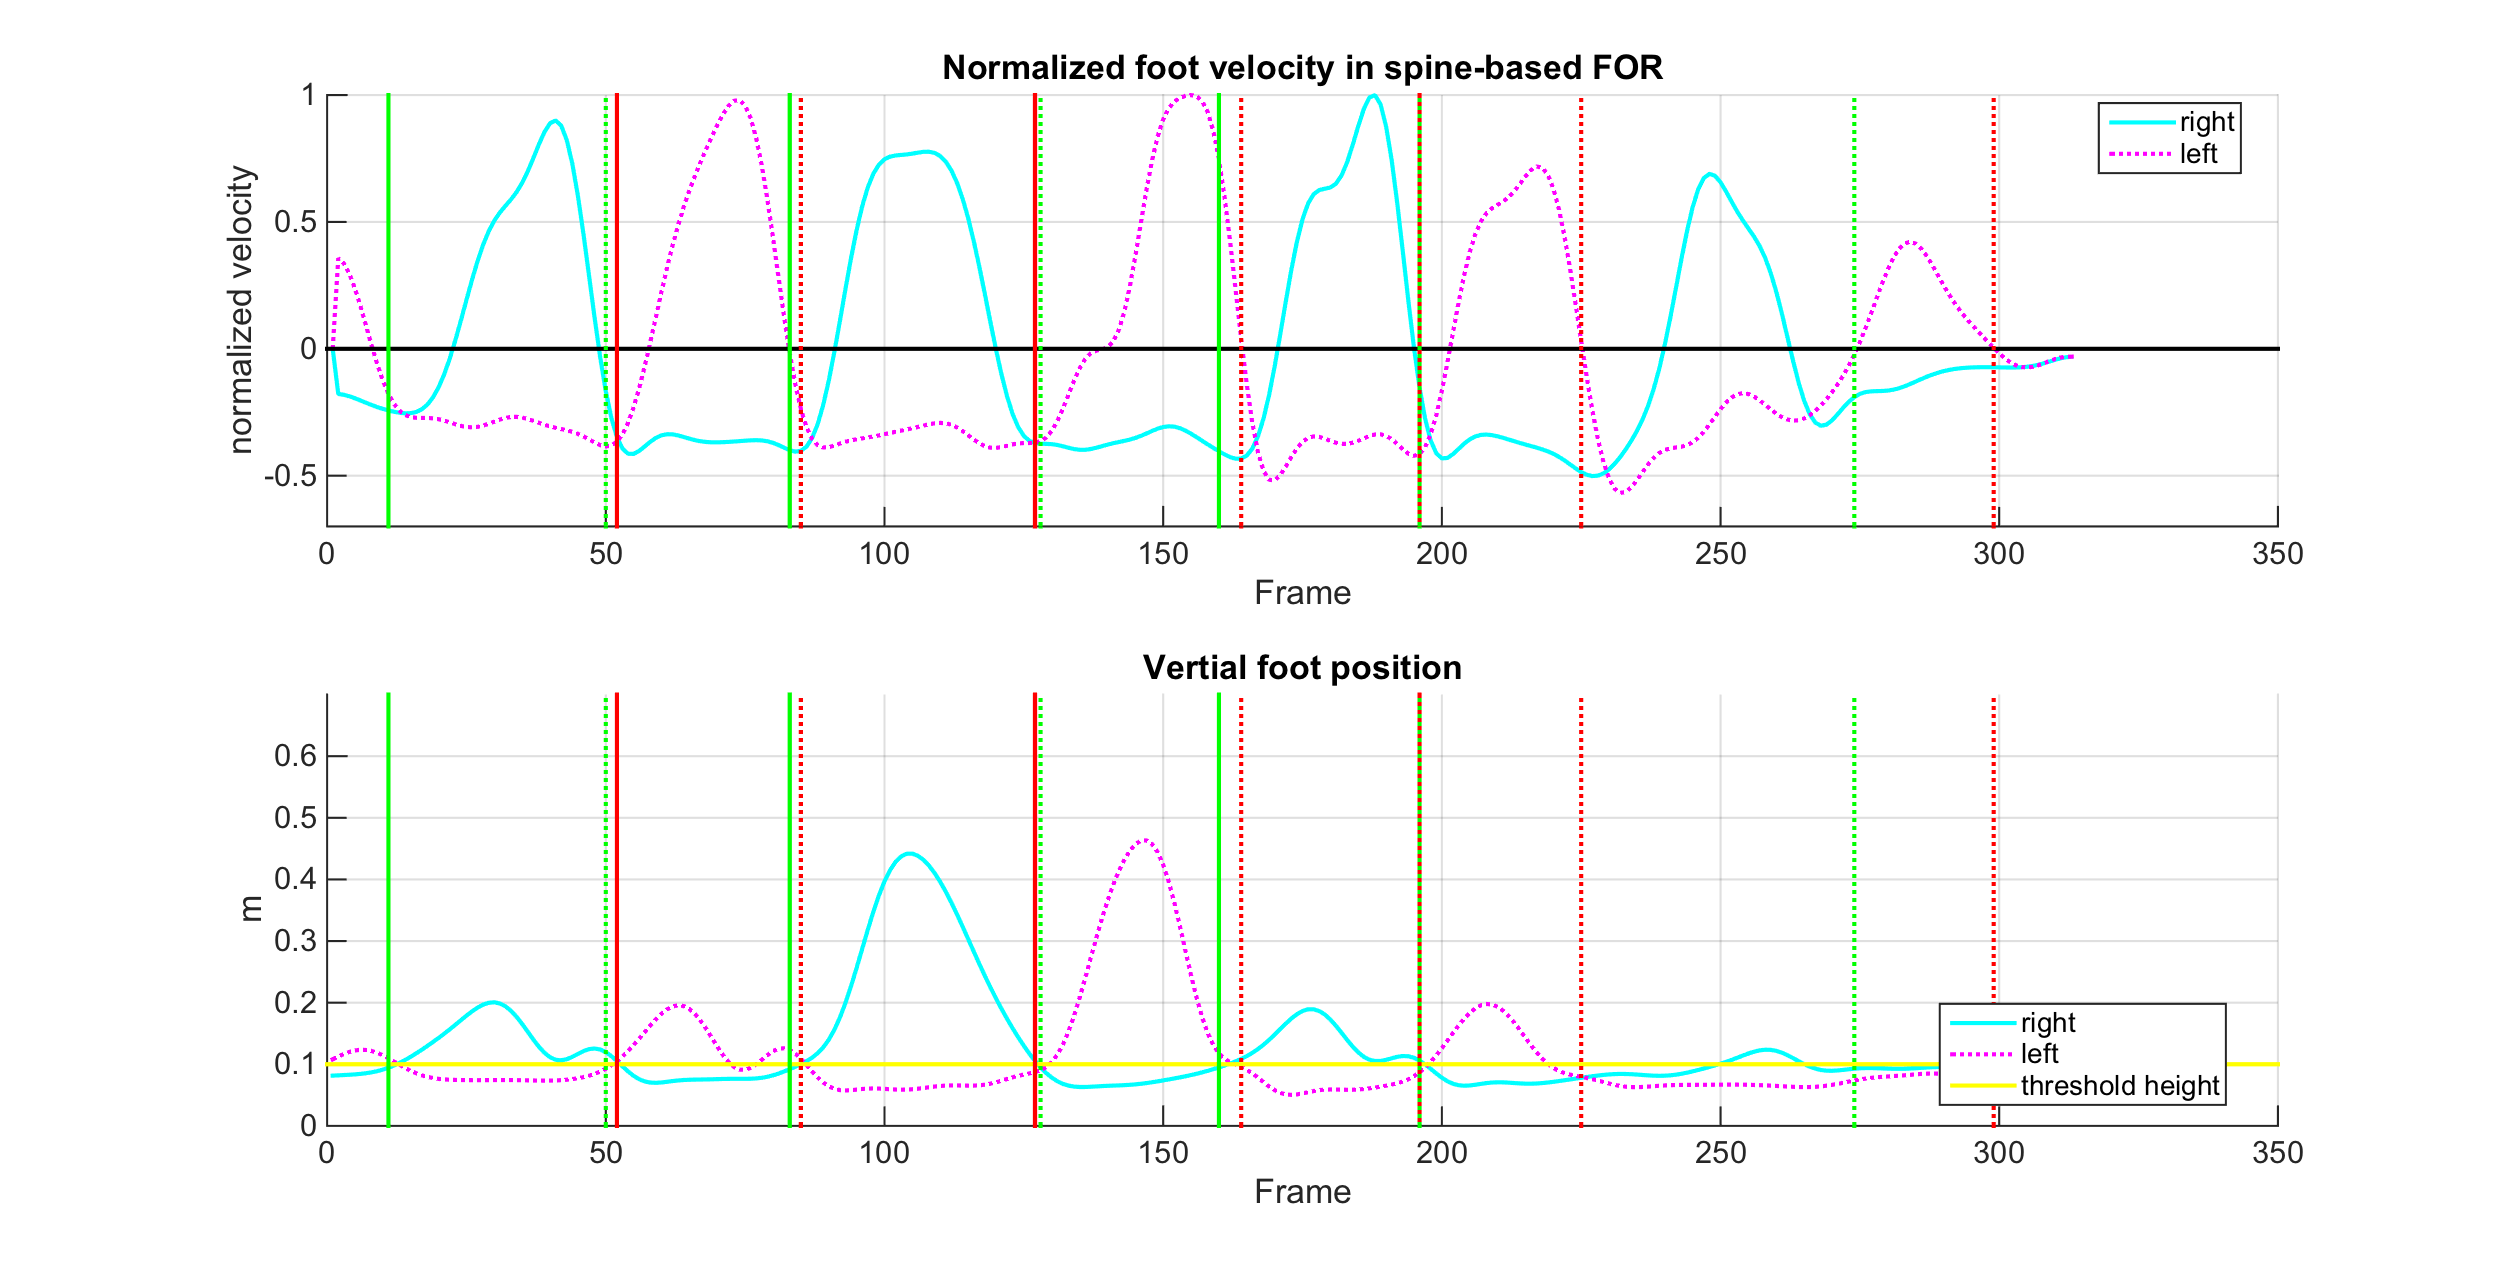 Normalized foot velocity in spine-based FOR
1
0.5
0
-0.5
normalized velocity
right
left
0 50 100 150 200 250 300 350
Frame
Vertial foot position
0.6
0.5
0.4
0.3
0.2
0.1
0
m
right
left
threshold height
0 50 100 150 200 250 300 350
Frame